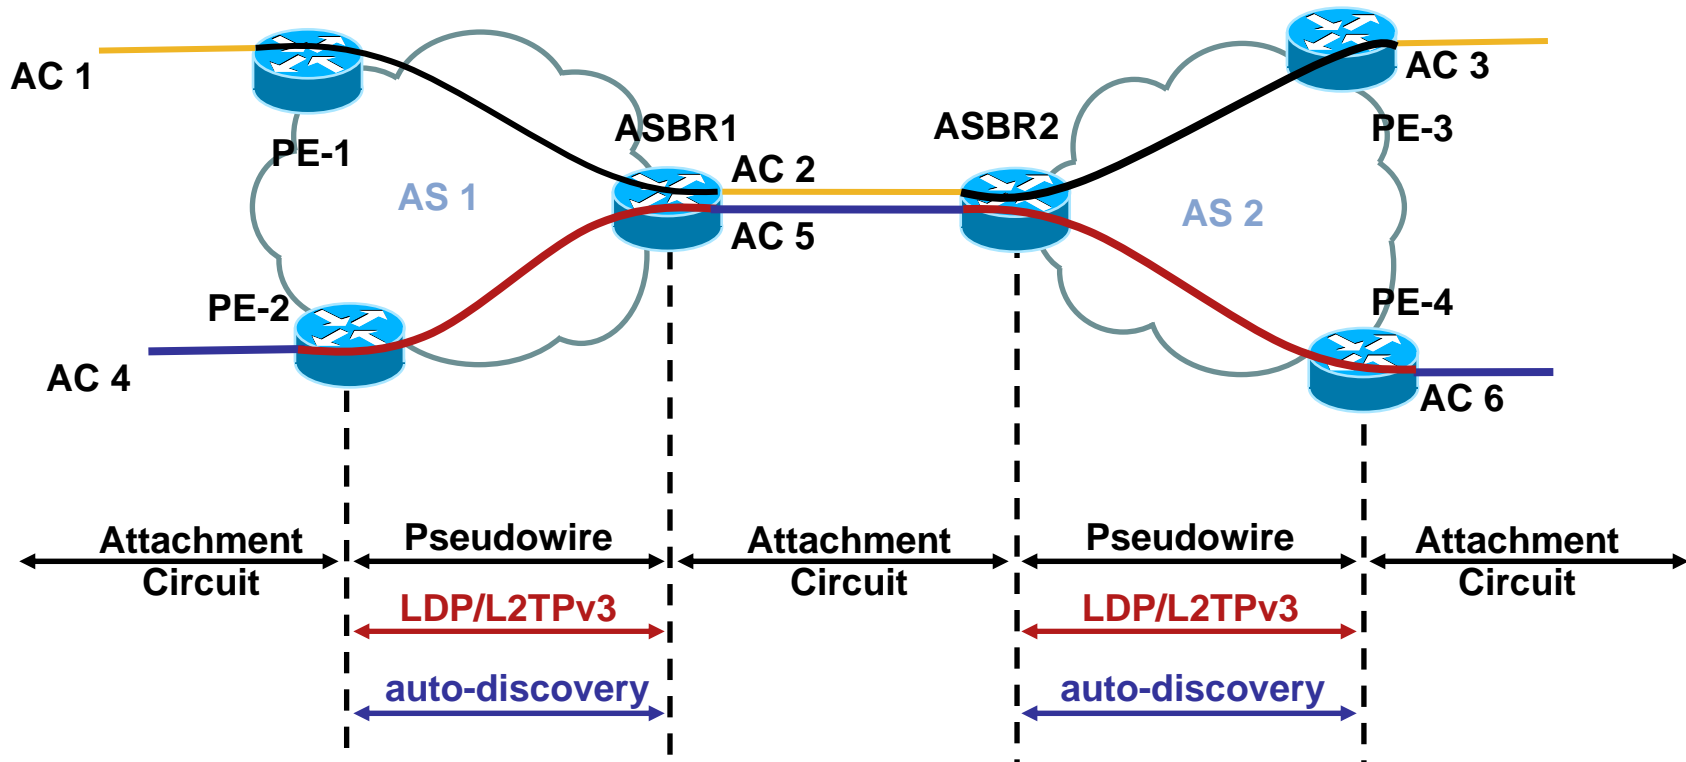 AC 1
PE-1
AS 1
ASBR1
AC 2
AC 5
ASBR2
AS 2
AC 3
PE-3
PE-2
AC 4
PE-4
AC 6
Attachment
Circuit
Pseudowire
Attachment
Circuit
Pseudowire
Attachment
Circuit
LDP/L2TPv3
LDP/L2TPv3
auto-discovery
auto-discovery